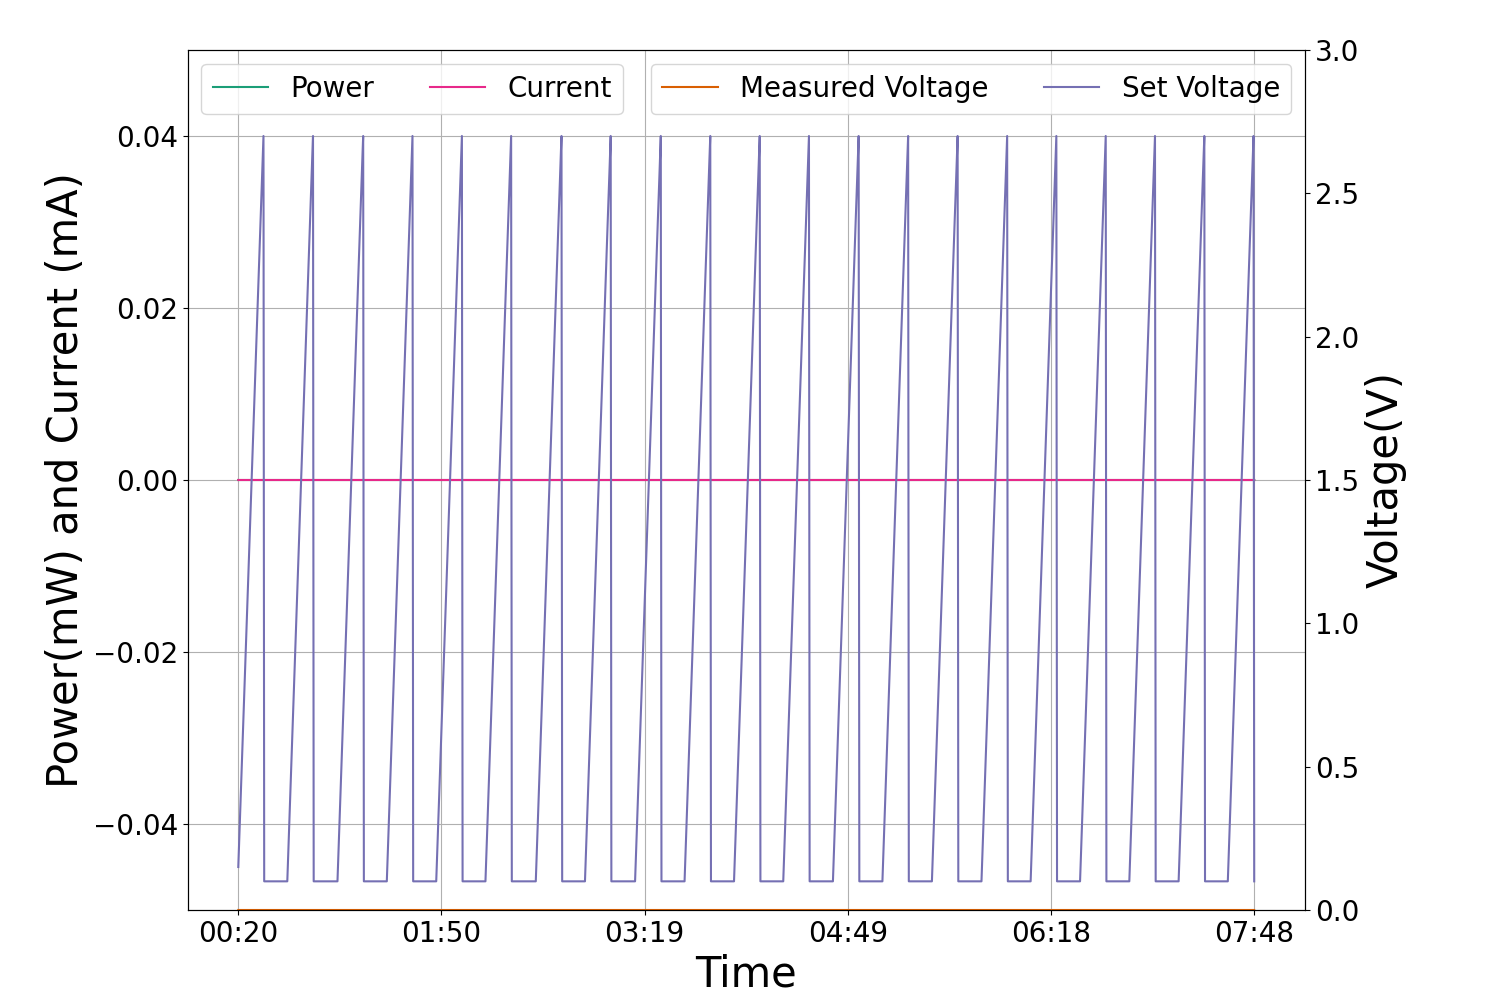 Power Current Measured Voltage Set Voltage
Power(mW) and Current (mA)
0.04
0.02
0.00
−0.02
−0.04
3.0
2.5
2.0
1.5
1.0
0.5
0.0
Voltage(V)
00:20 01:50 03:19 04:49 06:18 07:48
Time